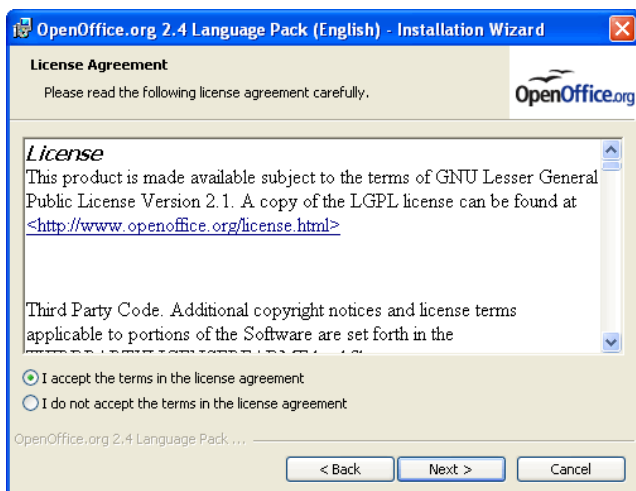 OpenOffice.org 2.4 Language Pack (English) - Installation Wizard
License Agreement
Please read the following license agreement carefully.
OpenOffice.org
License
This product is made available subject to the terms of GNU Lesser General
Public License Version 2.1. A copy of the LGPL license can be found at
<http://www.openoffice.org/license.html>
Third Party Code. Additional copyright notices and license terms
applicable to portions of the Software are set forth in the
I accept the terms in the license agreement
I do not accept the terms in the license agreement
OpenOffice.org 2.4 Language Pack ...
< Back
Next >
Cancel